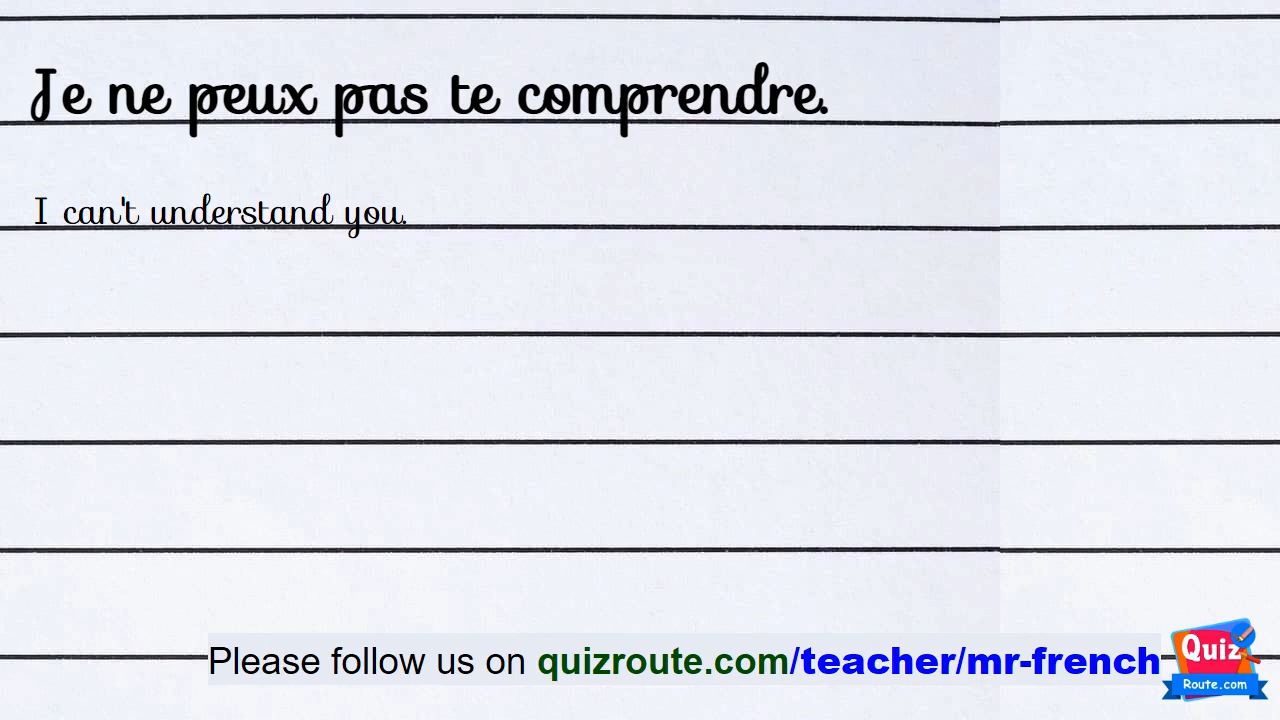 Je ne peux pas te comprendre.
I can't understand you.
Please follow us on quizroute.com/teacher/mr-french
Quiz
Route.com